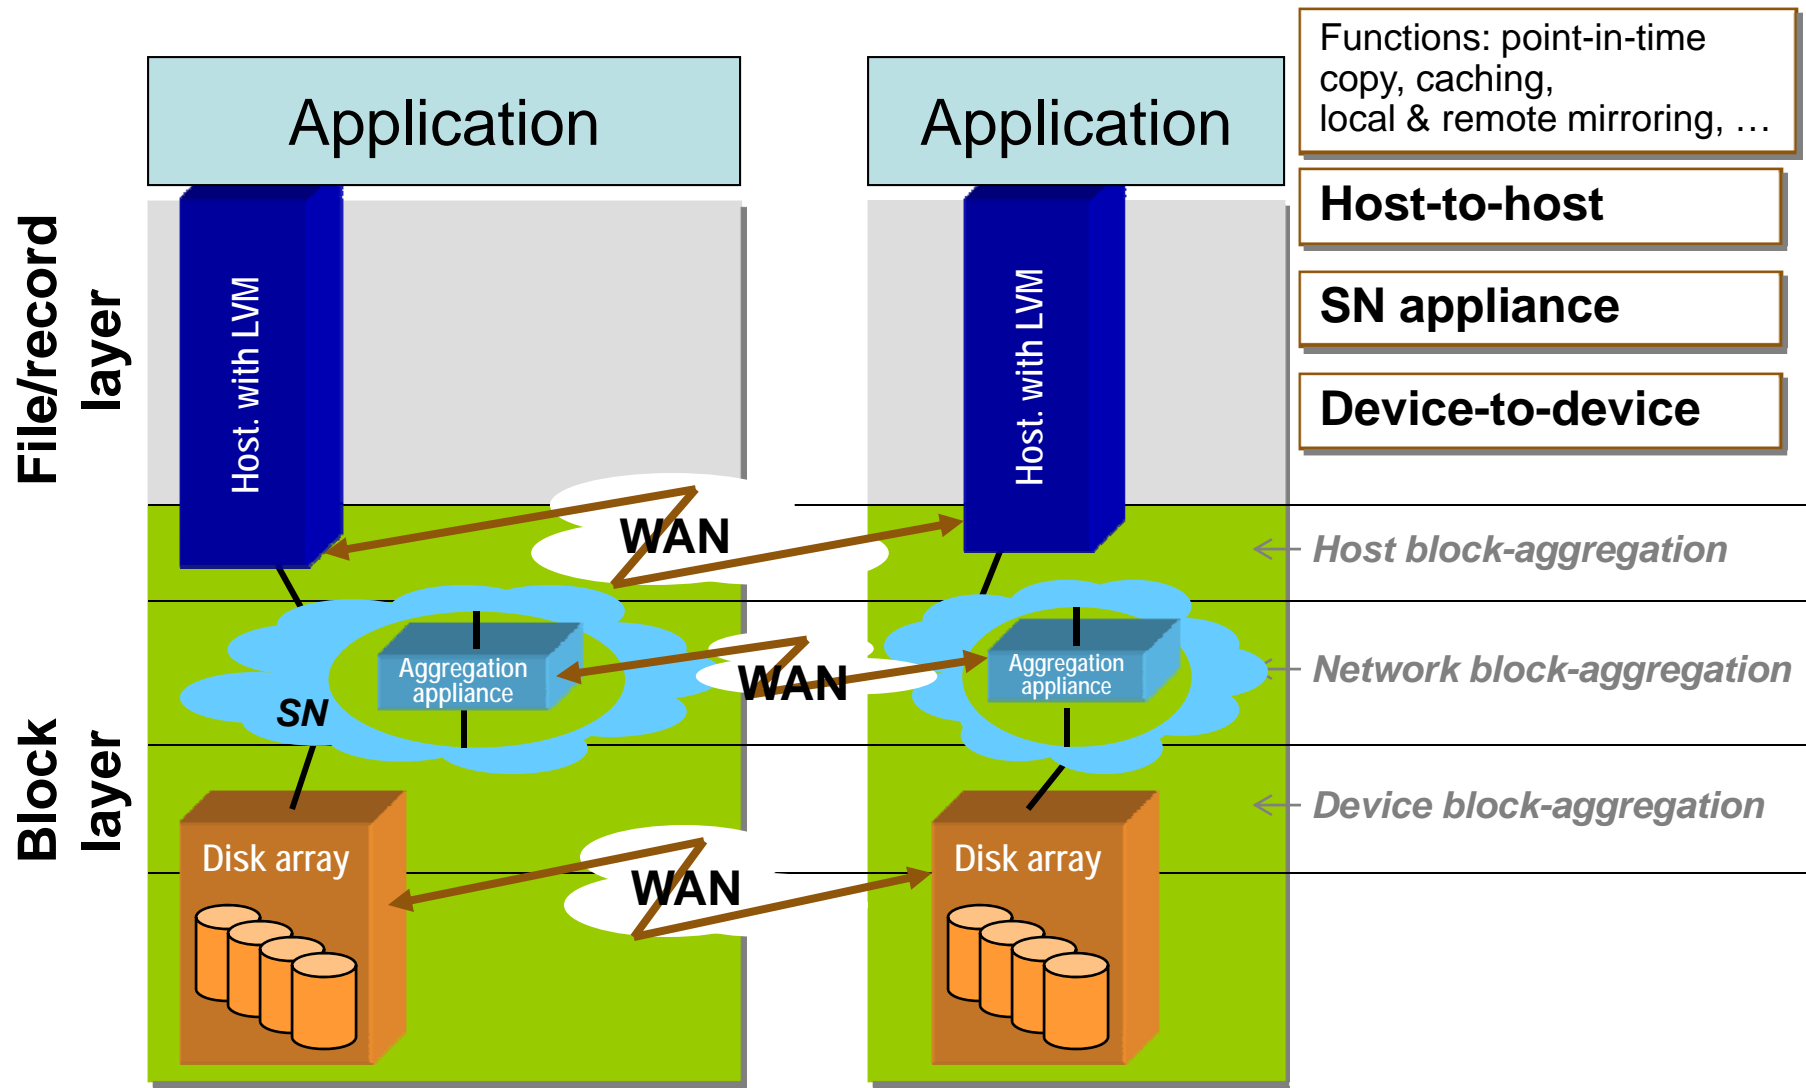 Application
Application
Functions: point-in-time
copy, caching,
local & remote mirroring, …
Host-to-host
SN appliance
Device-to-device
File/record
layer
Host. with LVM
Host. with LVM
WAN
Host block-aggregation
Aggregation
appliance
SN
WAN
Aggregation
appliance
Network block-aggregation
Block
layer
Device block-aggregation
Disk array
WAN
Disk array